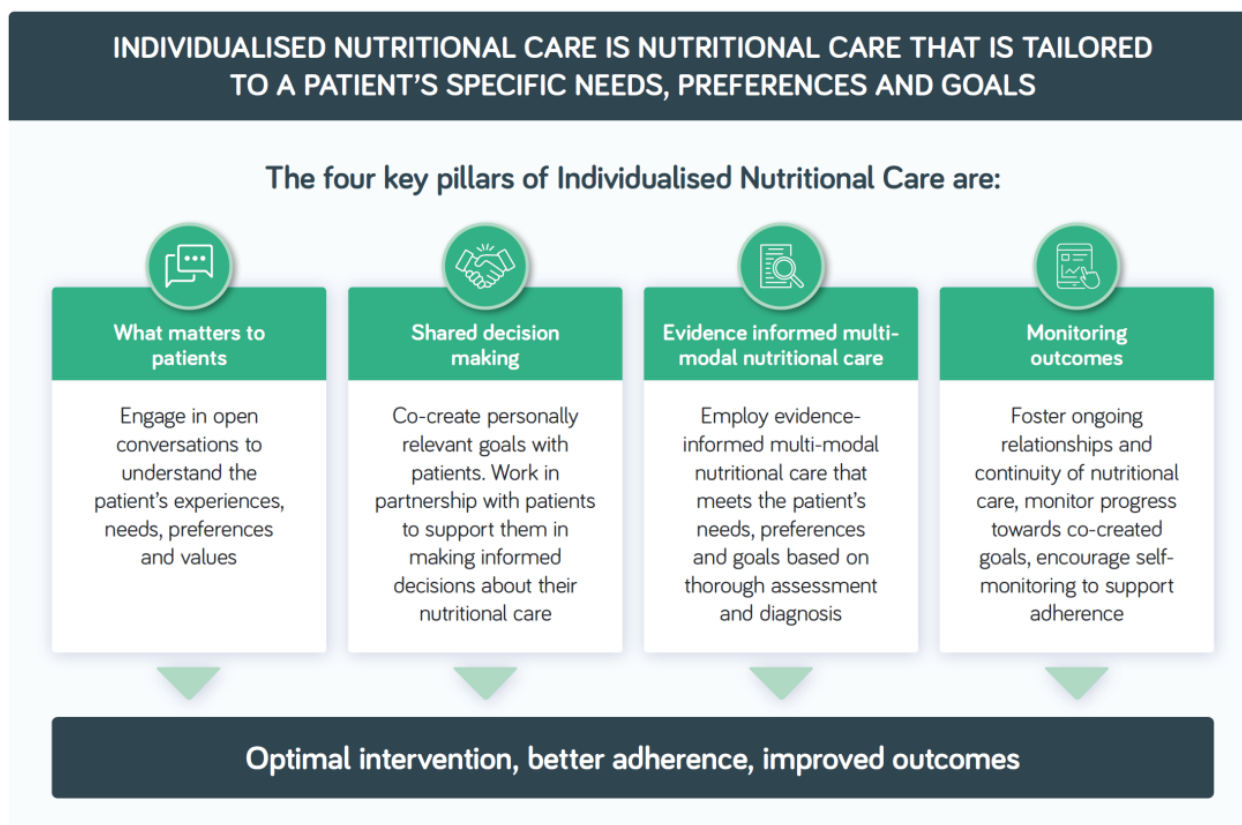 INDIVIDUALISED NUTRITIONAL CARE IS NUTRITIONAL CARE THAT IS TAILORED
TO A PATIENT’S SPECIFIC NEEDS, PREFERENCES AND GOALS
The four key pillars of Individualised Nutritional Care are:
What matters to
patients
Engage in open
conversations to
understand the
patient’s experiences,
needs, preferences
and values
Shared decision
making
Co-create personally
relevant goals with
patients. Work in
partnership with patients
to support them in
making informed
decisions about their
nutritional care
Evidence informed multi-
modal nutritional care
Employ evidence-
informed multi-modal
nutritional care that
meets the patient’s
needs, preferences
and goals based on
thorough assessment
and diagnosis
Monitoring
outcomes
Foster ongoing
relationships and
continuity of nutritional
care, monitor progress
towards co-created
goals, encourage self-
monitoring to support
adherence
Optimal intervention, better adherence, improved outcomes